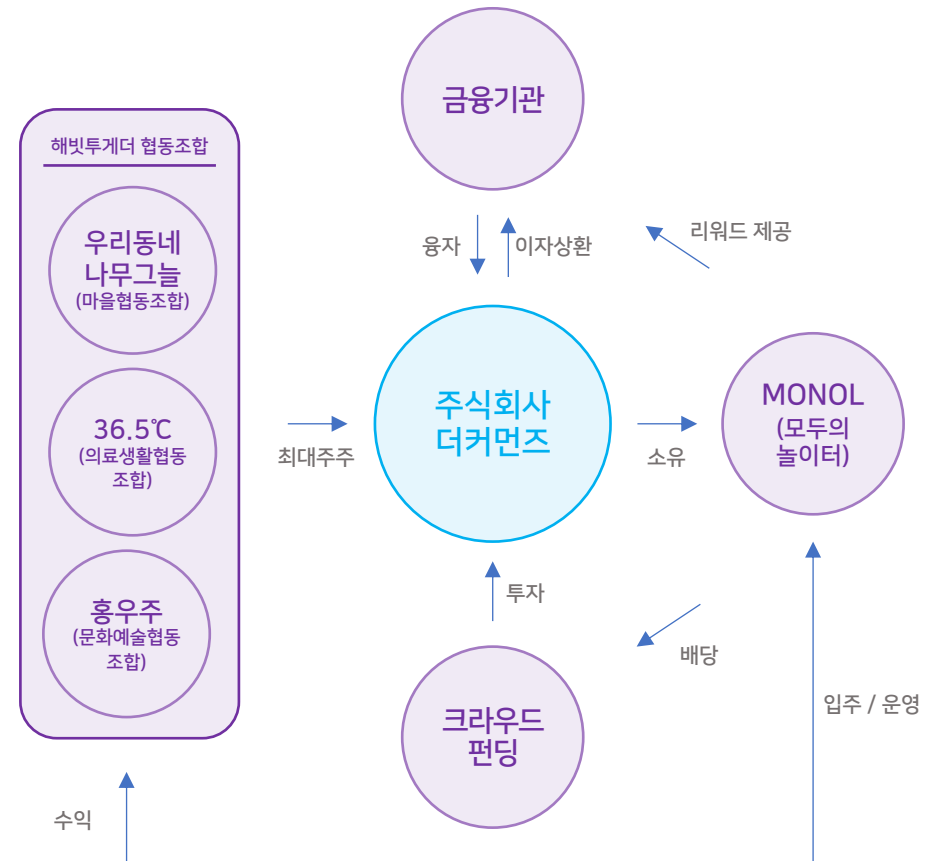 금융기관
해빗투게더 협동조합
우리동네
나무그늘
(마을협동조합)
융자
이자상환
리워드 제공
36.5℃
(의료생활협동
조합)
최대주주
주식회사
더커먼즈
소유
MONOL
(모두의
놀이터)
홍우주
(문화예술협동
조합)
투자
배당
크라우드
펀딩
입주 / 운영
수익